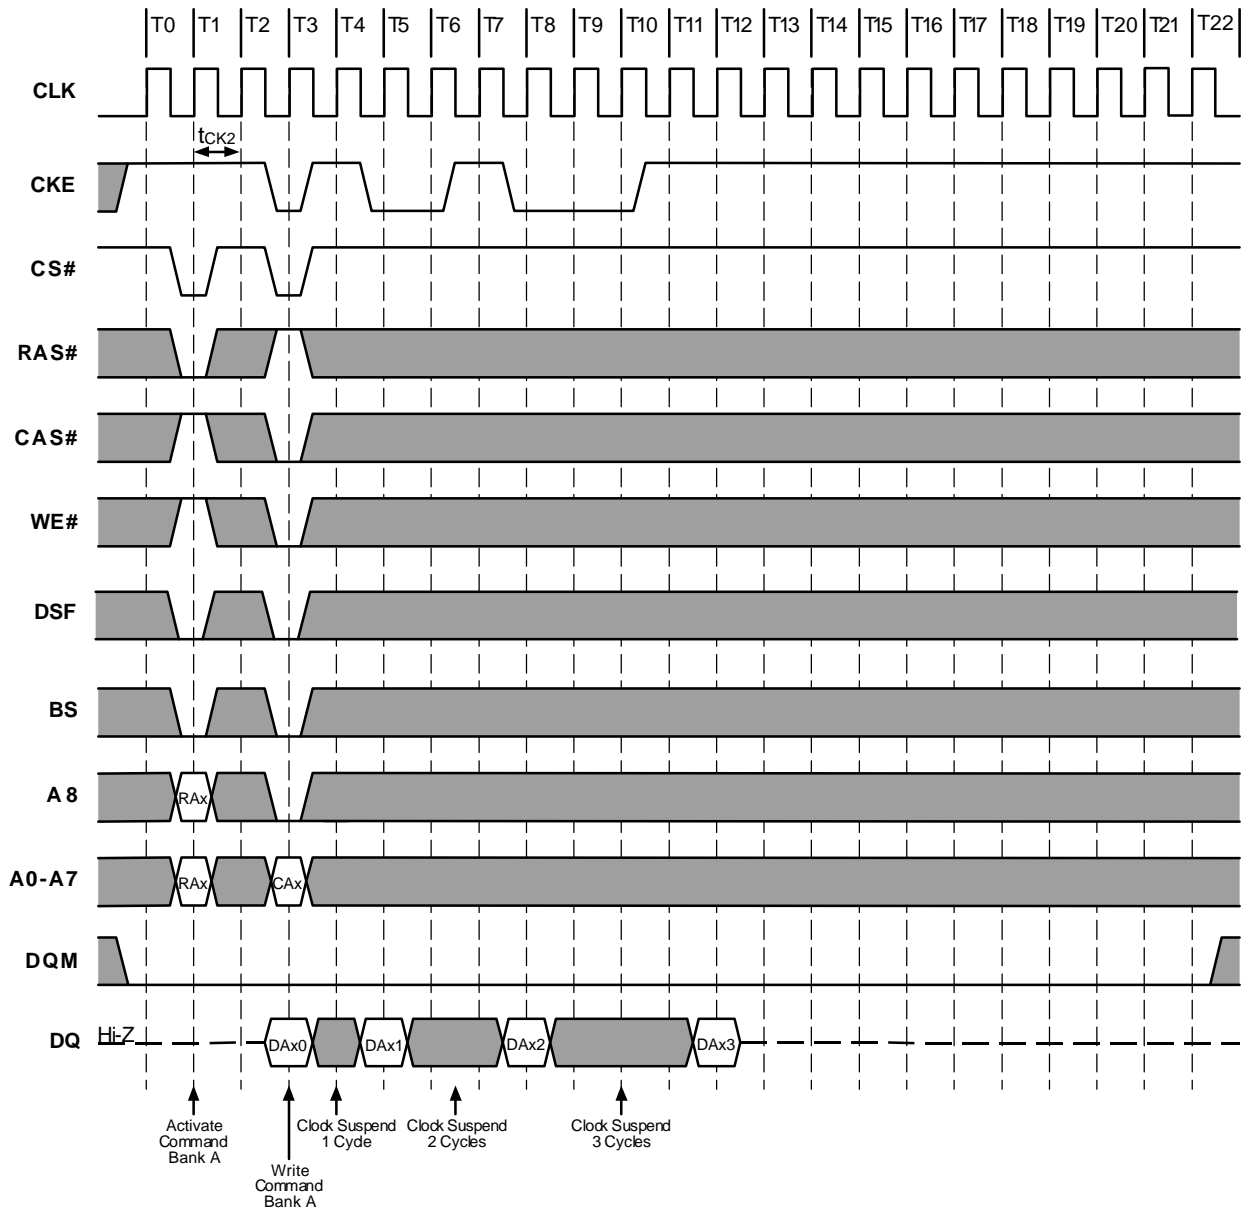 T0 T1 T2 T3 T4 T5 T6 T7 T8 T9 T10 T11 T12 T13 T14 T15 T16 T17 T18 T19 T20 T21 T22
CLK
tCK2
CKE
CS#
RAS#
CAS#
WE#
DSF
BS
A8
RAx
A0-A7
RAx CAx
DQM
DQ
Hi-Z
DAx0 DAx1 DAx2 DAx3
Activate
Command
Bank A
Write
Command
Bank A
Clock Suspend
1 Cycle
Clock Suspend
2 Cycles
Clock Suspend
3 Cycles